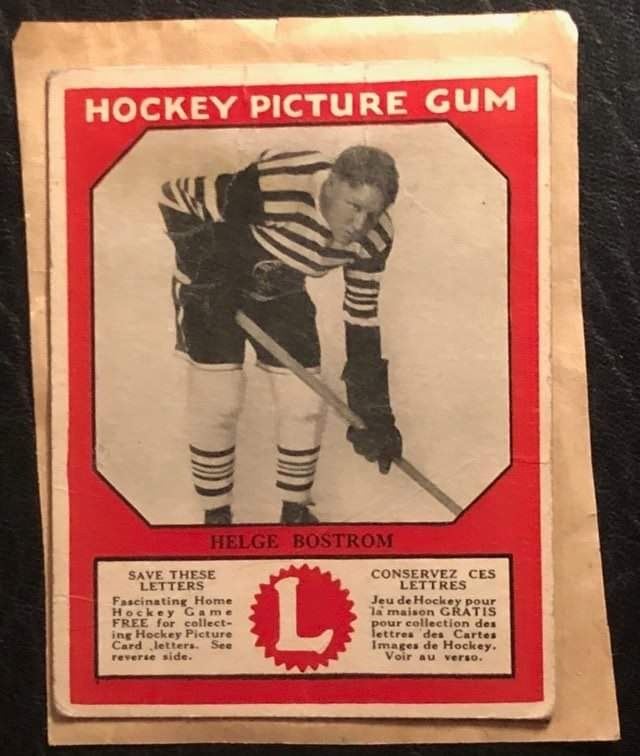 HOCKEY PICTURE GUM
HELGE BOSTROM
SAVE THESE
LETTERS
Fascinating Home
Hockey Game
FREE for collect-
ing Hockey Picture
Card letters. See
reverse side.
L
CONSERVEZ CES
LETTRES
Jeu de Hockey pour
la maison GRATIS
pour collection des
lettres des Cartes
Images de Hockey.
Voir au verso.